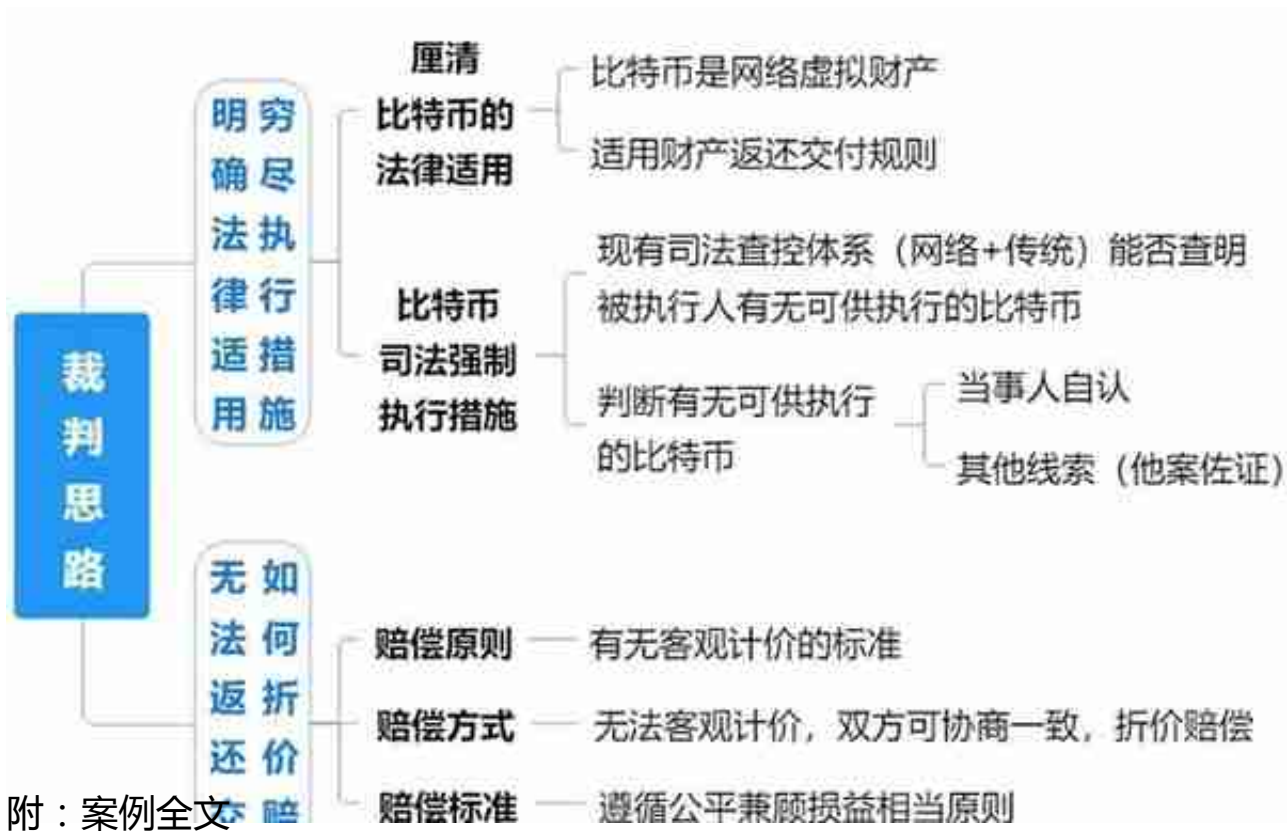 裁判思路
明确法律适用
穷尽执行措施
厘清
比特币的
法律适用
比特币是网络虚拟财产
适用财产返还交付规则
比特币
司法强制
执行措施
现有司法查控体系（网络+传统）能否查明
被执行人有无可供执行的比特币
判断有无可供执行
的比特币
当事人自认
其他线索（他案佐证）
无法返还交
如何折价赔
赔偿原则
有无客观计价的标准
赔偿方式
无法客观计价，双方可协商一致，折价赔偿
赔偿标准
遵循公平兼顾损益相当原则
附：案例全文